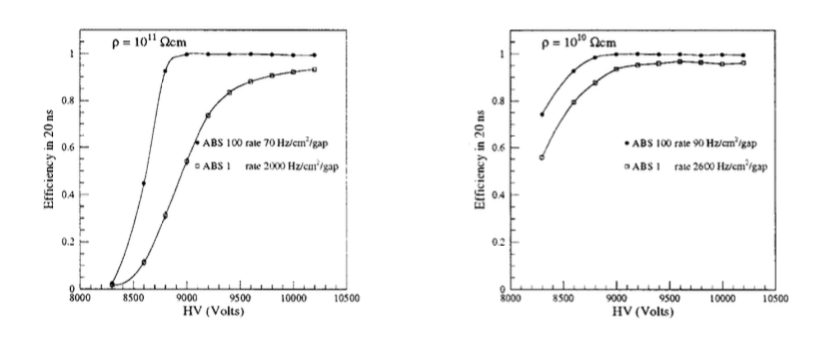 ρ = 10¹¹ Ωcm
Efficiency in 20 ns
1
0.8
0.6
0.4
0.2
0
ABS 100 rate 70 Hz/cm²/gap
ABS 1 rate 2000 Hz/cm²/gap
8000 8500 9000 9500 10000 10500
HV (Volts)
ρ = 10¹⁰ Ωcm
Efficiency in 20 ns
1
0.8
0.6
0.4
0.2
0
ABS 100 rate 90 Hz/cm²/gap
ABS 1 rate 2600 Hz/cm²/gap
8000 8500 9000 9500 10000 10500
HV (Volts)